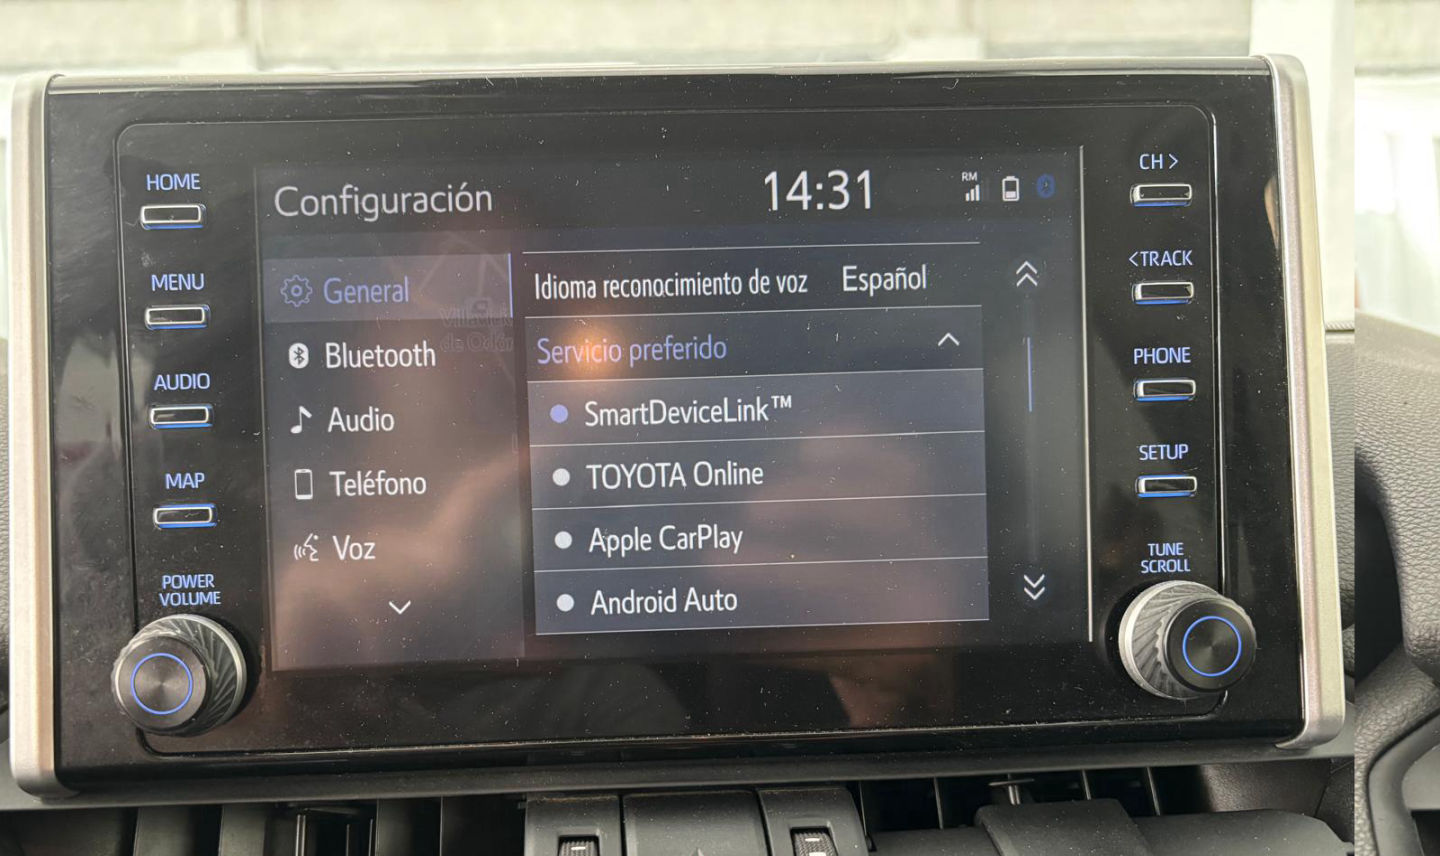 HOME
MENU
AUDIO
MAP
POWER
VOLUME
Configuración
14:31
RM
General
Bluetooth
Audio
Teléfono
Voz
Idioma reconocimiento de voz Español
Servicio preferido
SmartDeviceLink™
TOYOTA Online
Apple CarPlay
Android Auto
CH >
<TRACK
PHONE
SETUP
TUNE
SCROLL